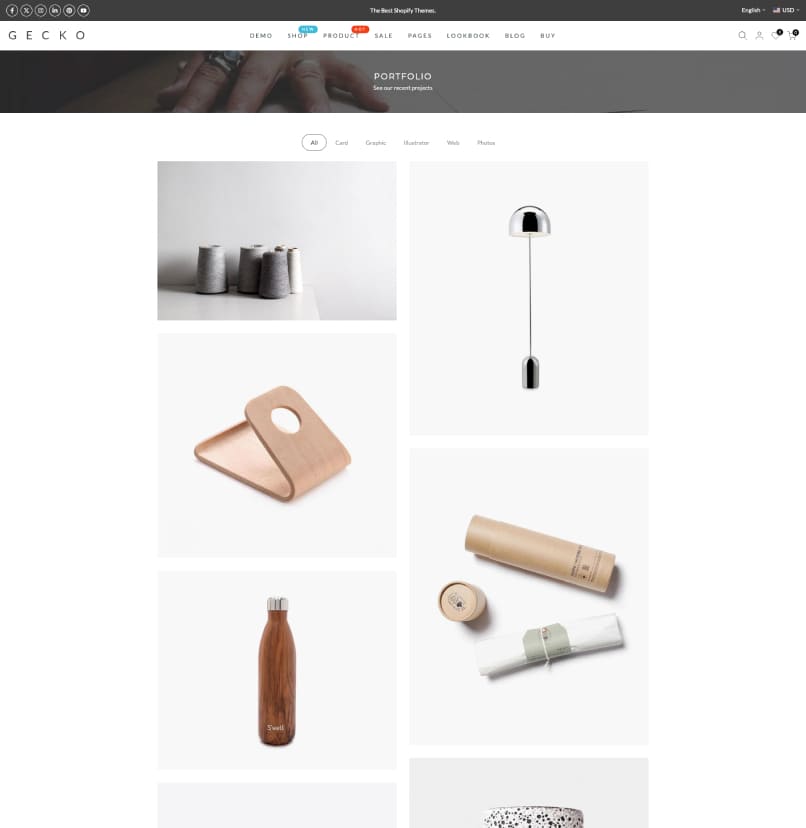 The Best Shopify Themes.
English
USD
GECKO
DEMO
SHOP
NEW
PRODUCT
HOT
SALE
PAGES
LOOKBOOK
BLOG
BUY
0
PORTFOLIO
See our recent projects
All
Card
Graphic
Illustrator
Web
Photos
S'well